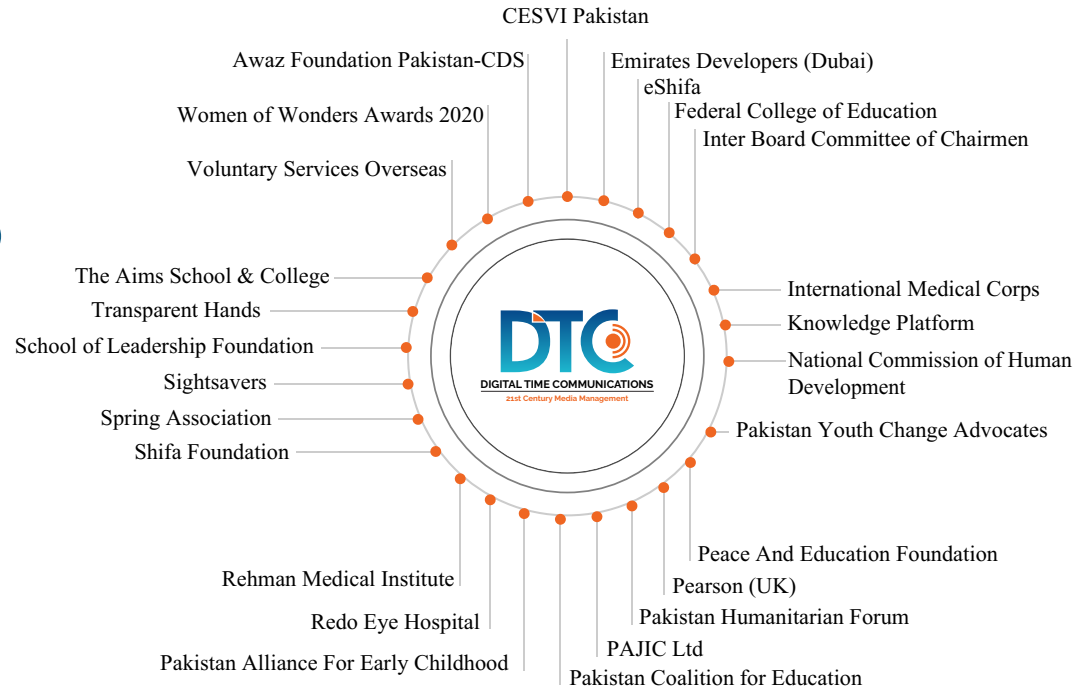 CESVI Pakistan
Awaz Foundation Pakistan-CDS
Emirates Developers (Dubai)
eShifa
Women of Wonders Awards 2020
Federal College of Education
Inter Board Committee of Chairmen
Voluntary Services Overseas
The Aims School & College
International Medical Corps
Transparent Hands
Knowledge Platform
School of Leadership Foundation
National Commission of Human
Development
DTC
DIGITAL TIME COMMUNICATIONS
21st Century Media Management
Sightsavers
Spring Association
Pakistan Youth Change Advocates
Shifa Foundation
Peace And Education Foundation
Rehman Medical Institute
Pearson (UK)
Redo Eye Hospital
Pakistan Humanitarian Forum
PAJIC Ltd
Pakistan Alliance For Early Childhood
Pakistan Coalition for Education